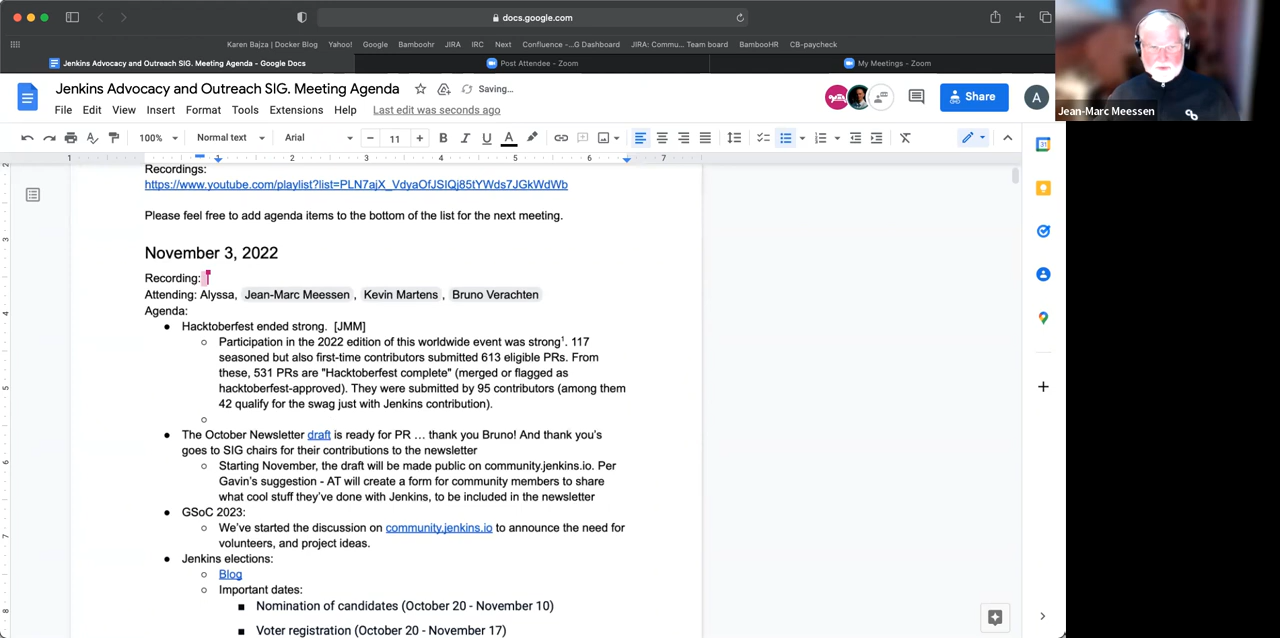 docs.google.com
Karen Bajza | Docker Blog Yahoo! Google Bamboohr JIRA IRC Next Confluence -...G Dashboard JIRA: Commu... Team board BambooHR CB-paycheck
Jenkins Advocacy and Outreach SIG. Meeting Agenda - Google Docs Post Attendee - Zoom My Meetings - Zoom
Jenkins Advocacy and Outreach SIG. Meeting Agenda Saving...
File Edit View Insert Format Tools Extensions Help Last edit was seconds ago
Share
A
Jean-Marc Meessen
100% Normal text Arial 11
1 2 3 4 5 6 7
Recordings:
https://www.youtube.com/playlist?list=PLN7ajX_VdyaOfJSIQj85tYWds7JGkWdWb
Please feel free to add agenda items to the bottom of the list for the next meeting.
November 3, 2022
Recording:
Attending: Alyssa, Jean-Marc Meessen , Kevin Martens , Bruno Verachten
Agenda:
Hacktoberfest ended strong. [JMM]
Participation in the 2022 edition of this worldwide event was strong¹. 117
seasoned but also first-time contributors submitted 613 eligible PRs. From
these, 531 PRs are "Hacktoberfest complete" (merged or flagged as
hacktoberfest-approved). They were submitted by 95 contributors (among them
42 qualify for the swag just with Jenkins contribution).
The October Newsletter draft is ready for PR … thank you Bruno! And thank you's
goes to SIG chairs for their contributions to the newsletter
Starting November, the draft will be made public on community.jenkins.io. Per
Gavin's suggestion - AT will create a form for community members to share
what cool stuff they've done with Jenkins, to be included in the newsletter
GSoC 2023:
We've started the discussion on community.jenkins.io to announce the need for
volunteers, and project ideas.
Jenkins elections:
Blog
Important dates:
Nomination of candidates (October 20 - November 10)
Voter registration (October 20 - November 17)